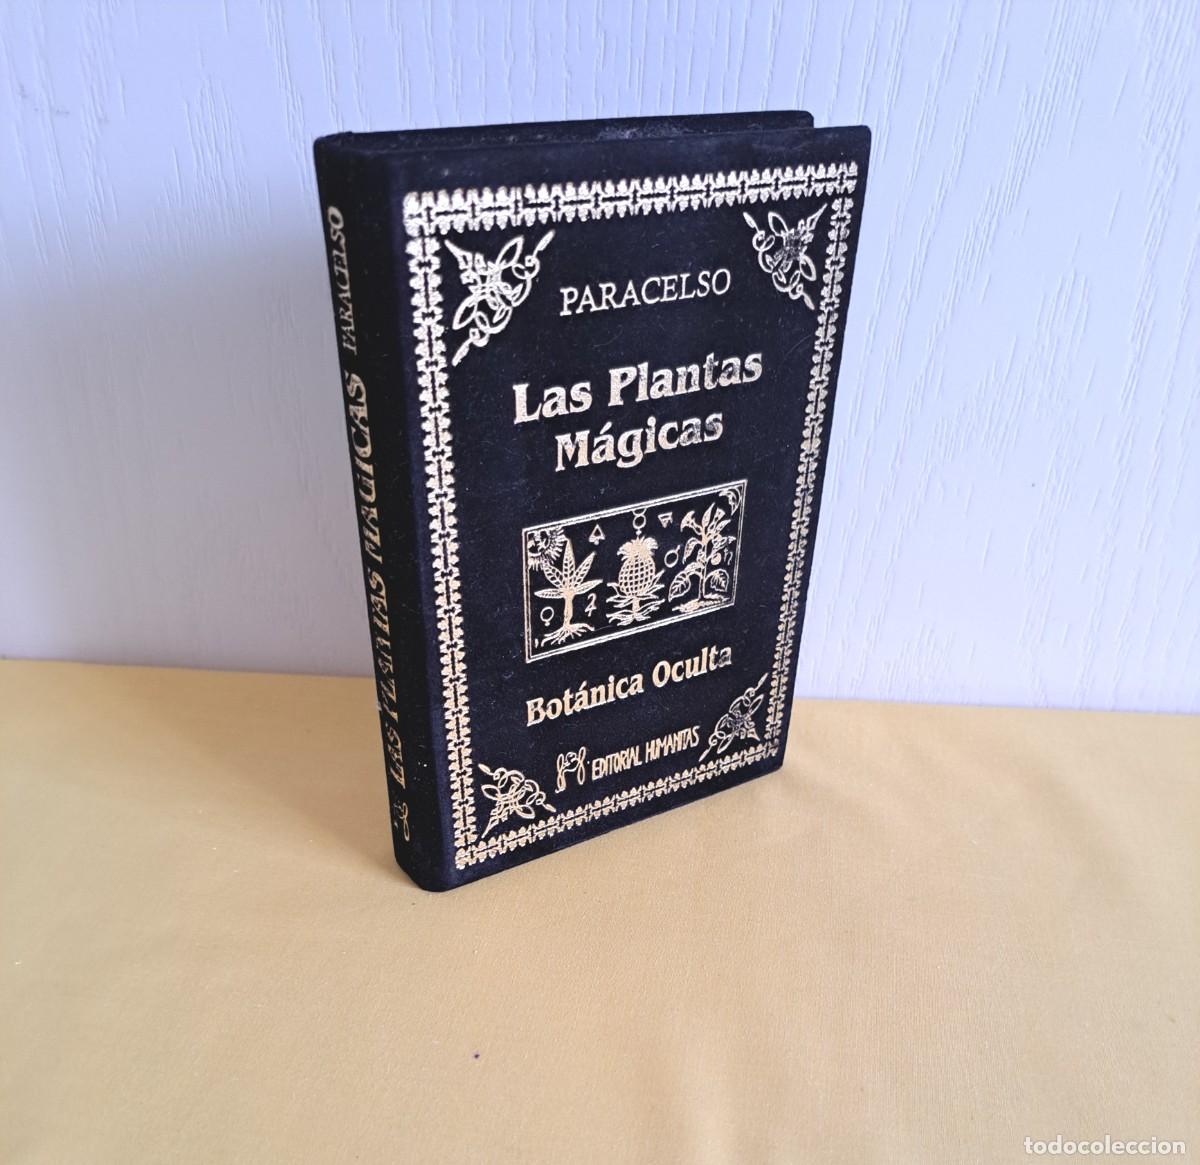 PARACELSO
Las Plantas
Mágicas
Botánica Oculta
EDITORIAL HUMANITAS
LAS PLANTAS MAGICAS PARACELSO
todocoleccion